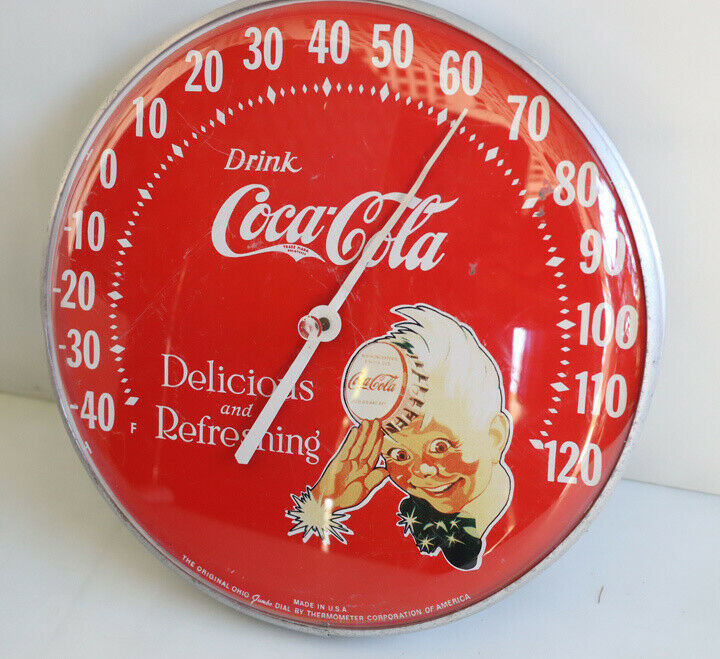 -40
-30
-20
-10
0
10
20
30
40
50
60
70
80
90
100
110
120
F
Drink
Coca-Cola
TRADE MARK
Delicious
and
Refreshing
Coca-Cola
MADE IN U.S.A.
THE ORIGINAL OHIO Jumbo DIAL BY THERMOMETER CORPORATION OF AMERICA